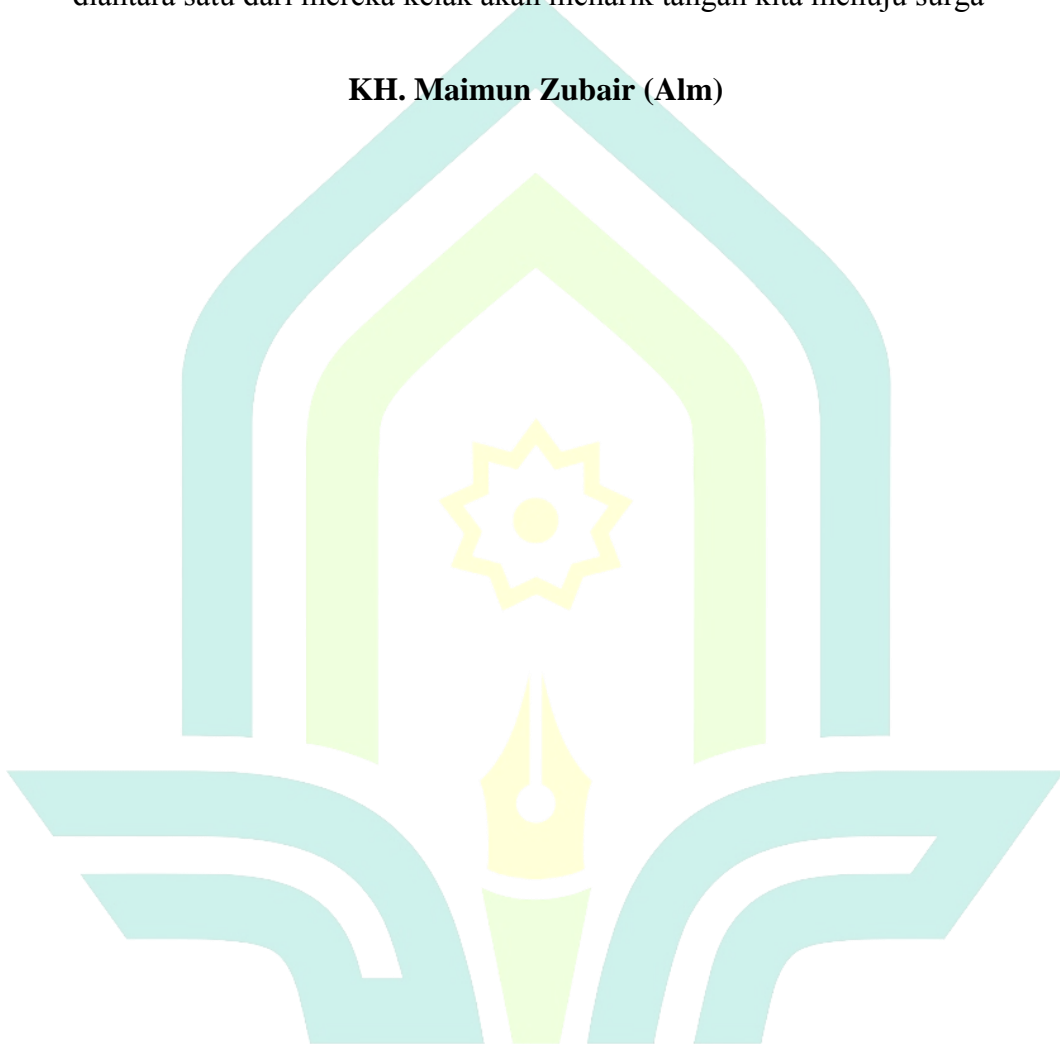 diantara satu dari mereka kelak akan menarik tangan kita menuju surga
KH. Maimun Zubair (Alm)